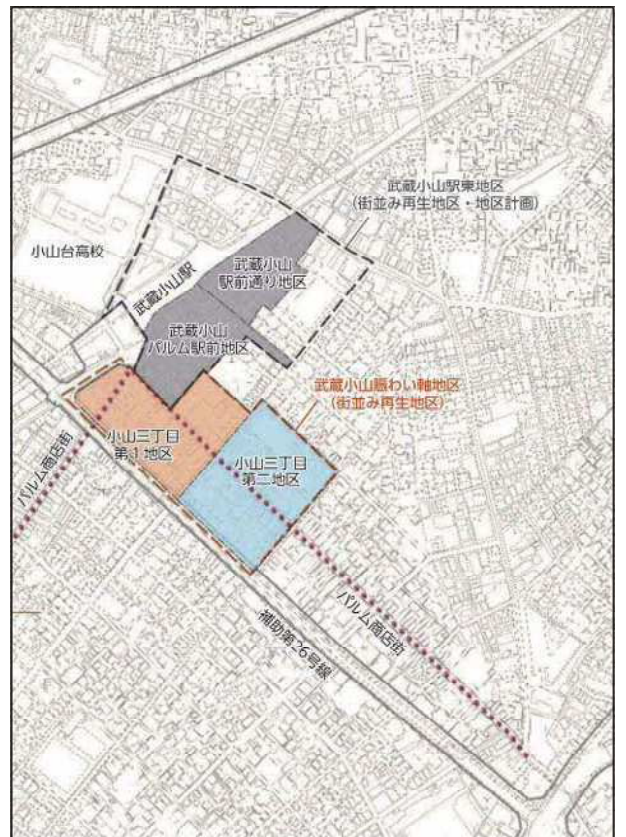 武蔵小山駅東地区
(街並み再生地区・地区計画)
小山台高校
武蔵小山駅
武蔵小山
駅前通り地区
武蔵小山
パルム駅前地区
武蔵小山賑わい軸地区
(街並み再生地区)
小山三丁目
第1地区
小山三丁目
第二地区
パルム商店街
パルム商店街
補助第26号線